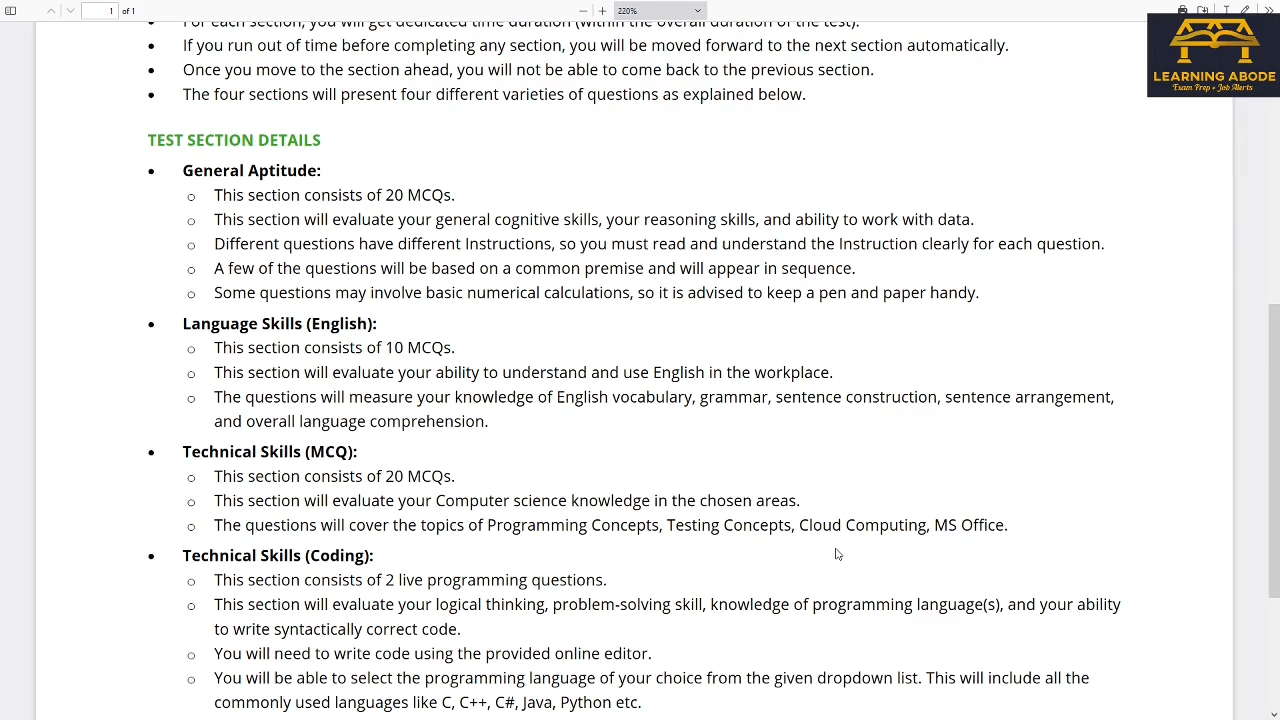 1 of 1
220%
LEARNING ABODE
Exam Prep • Job Alerts
For each section, you will get dedicated time duration (within the overall duration of the test).
If you run out of time before completing any section, you will be moved forward to the next section automatically.
Once you move to the section ahead, you will not be able to come back to the previous section.
The four sections will present four different varieties of questions as explained below.
TEST SECTION DETAILS
General Aptitude:
This section consists of 20 MCQs.
This section will evaluate your general cognitive skills, your reasoning skills, and ability to work with data.
Different questions have different Instructions, so you must read and understand the Instruction clearly for each question.
A few of the questions will be based on a common premise and will appear in sequence.
Some questions may involve basic numerical calculations, so it is advised to keep a pen and paper handy.
Language Skills (English):
This section consists of 10 MCQs.
This section will evaluate your ability to understand and use English in the workplace.
The questions will measure your knowledge of English vocabulary, grammar, sentence construction, sentence arrangement,
and overall language comprehension.
Technical Skills (MCQ):
This section consists of 20 MCQs.
This section will evaluate your Computer science knowledge in the chosen areas.
The questions will cover the topics of Programming Concepts, Testing Concepts, Cloud Computing, MS Office.
Technical Skills (Coding):
This section consists of 2 live programming questions.
This section will evaluate your logical thinking, problem-solving skill, knowledge of programming language(s), and your ability
to write syntactically correct code.
You will need to write code using the provided online editor.
You will be able to select the programming language of your choice from the given dropdown list. This will include all the
commonly used languages like C, C++, C#, Java, Python etc.